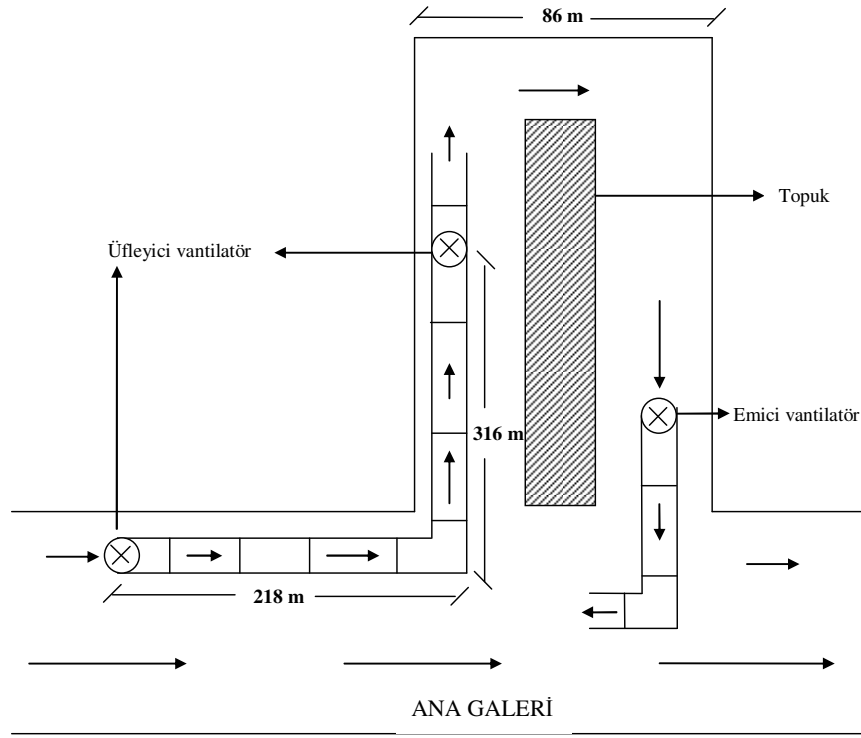 86 m
Topuk
Üfleyici vantilatör
Emici vantilatör
316 m
218 m
ANA GALERİ